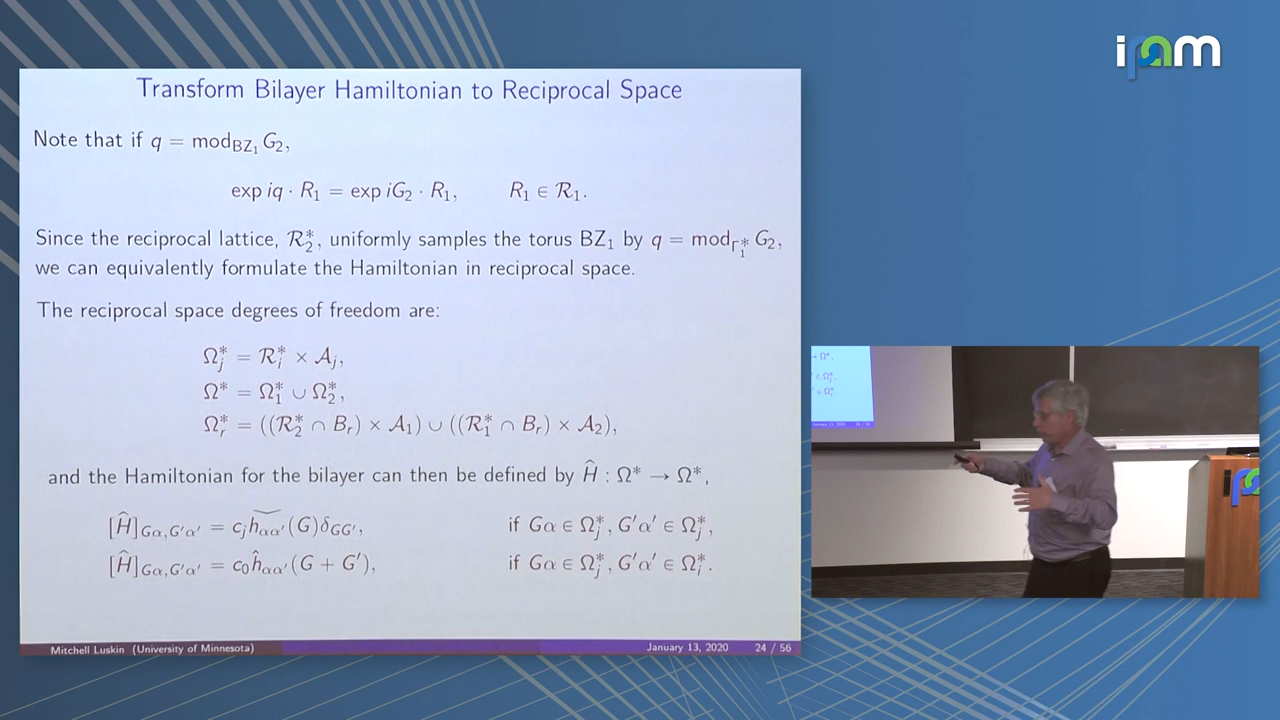 ipam
Transform Bilayer Hamiltonian to Reciprocal Space
Note that if q = mod_{BZ_1} G_2,
exp iq · R_1 = exp iG_2 · R_1, R_1 ∈ ℛ_1.
Since the reciprocal lattice, ℛ_2^*, uniformly samples the torus BZ_1 by q = mod_{Γ_1^*} G_2,
we can equivalently formulate the Hamiltonian in reciprocal space.
The reciprocal space degrees of freedom are:
Ω_j^* = ℛ_i^* × 𝒜_j,
Ω^* = Ω_1^* ∪ Ω_2^*,
Ω_r^* = ((ℛ_2^* ∩ B_r) × 𝒜_1) ∪ ((ℛ_1^* ∩ B_r) × 𝒜_2),
and the Hamiltonian for the bilayer can then be defined by Ĥ : Ω^* → Ω^*,
[Ĥ]_{Gα,G′α′} = c_j h̆_{αα′}(G)δ_{GG′}, if Gα ∈ Ω_j^*, G′α′ ∈ Ω_j^*,
[Ĥ]_{Gα,G′α′} = c_0 ĥ_{αα′}(G + G′), if Gα ∈ Ω_j^*, G′α′ ∈ Ω_i^*.
Mitchell Luskin (University of Minnesota) January 13, 2020 24 / 56